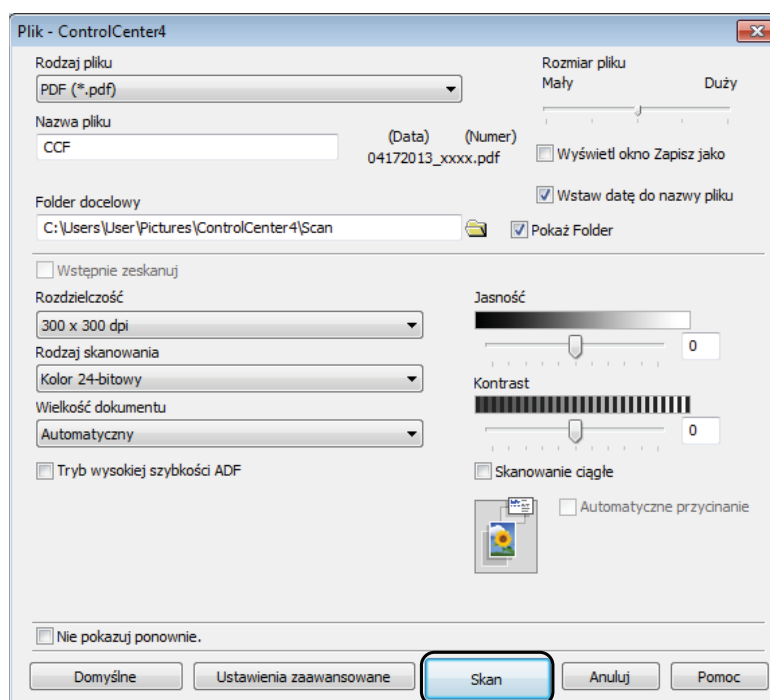 Plik - ControlCenter4
Rodzaj pliku
PDF (*.pdf)
Rozmiar pliku
Mały Duży
Nazwa pliku
CCF
(Data) (Numer)
04172013_xxxx.pdf
Wyświetl okno Zapisz jako
Wstaw datę do nazwy pliku
Folder docelowy
C:\Users\User\Pictures\ControlCenter4\Scan
Pokaż Folder
Wstępnie zeskanuj
Rozdzielczość
300 x 300 dpi
Rodzaj skanowania
Kolor 24-bitowy
Wielkość dokumentu
Automatyczny
Tryb wysokiej szybkości ADF
Jasność
0
Kontrast
0
Skanowanie ciągłe
Automatyczne przycinanie
Nie pokazuj ponownie.
Domyślne Ustawienia zaawansowane Skan Anuluj Pomoc